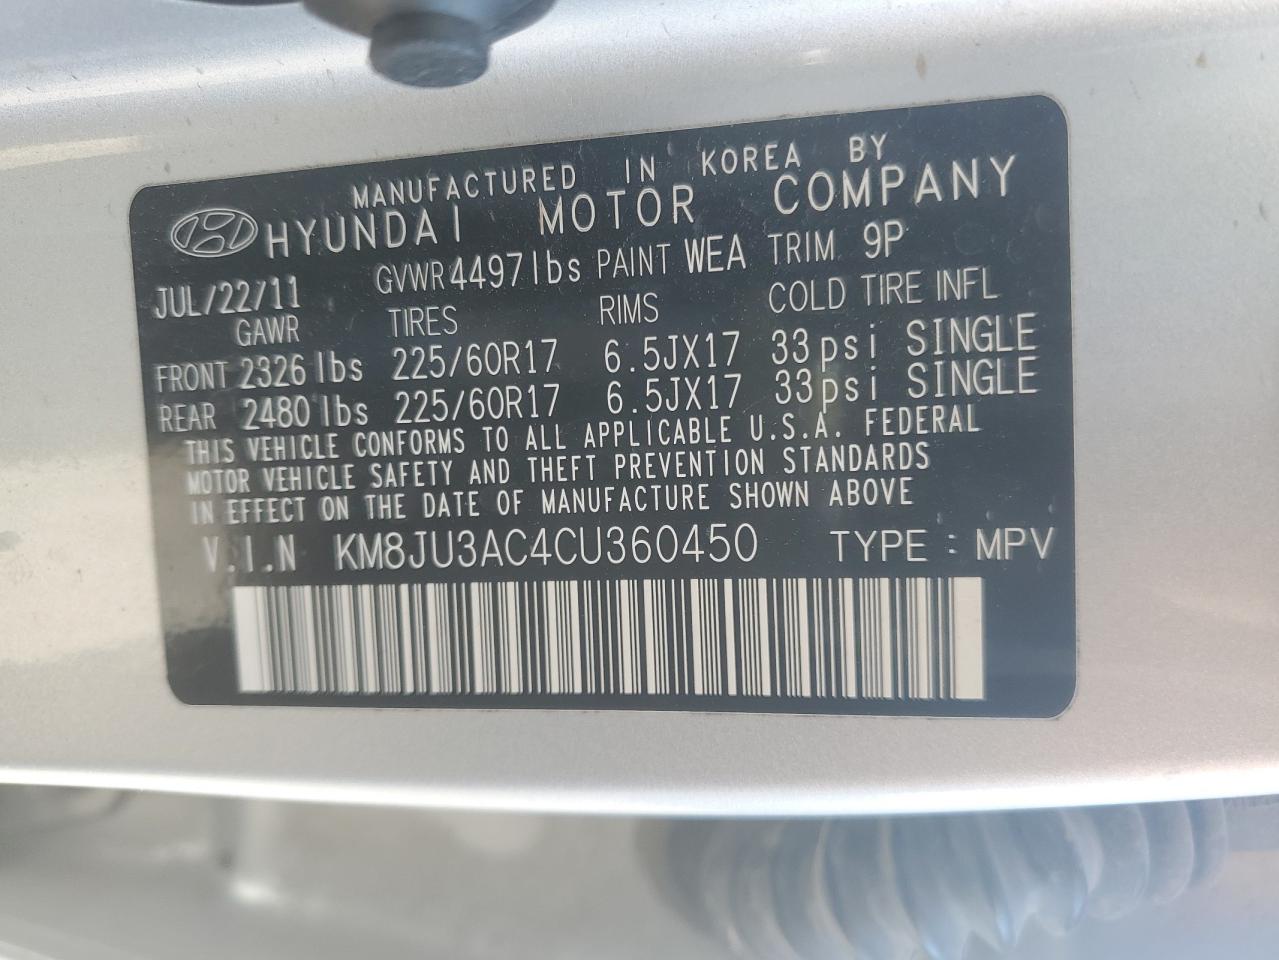 MANUFACTURED IN KOREA BY
HYUNDAI MOTOR COMPANY
JUL/22/11 GVWR 4497lbs PAINT WEA TRIM 9P
GAWR TIRES RIMS COLD TIRE INFL
FRONT 2326 lbs 225/60R17 6.5JX17 33psi SINGLE
REAR 2480 lbs 225/60R17 6.5JX17 33psi SINGLE
THIS VEHICLE CONFORMS TO ALL APPLICABLE U.S.A. FEDERAL
MOTOR VEHICLE SAFETY AND THEFT PREVENTION STANDARDS
IN EFFECT ON THE DATE OF MANUFACTURE SHOWN ABOVE
V.I.N KM8JU3AC4CU360450 TYPE : MPV